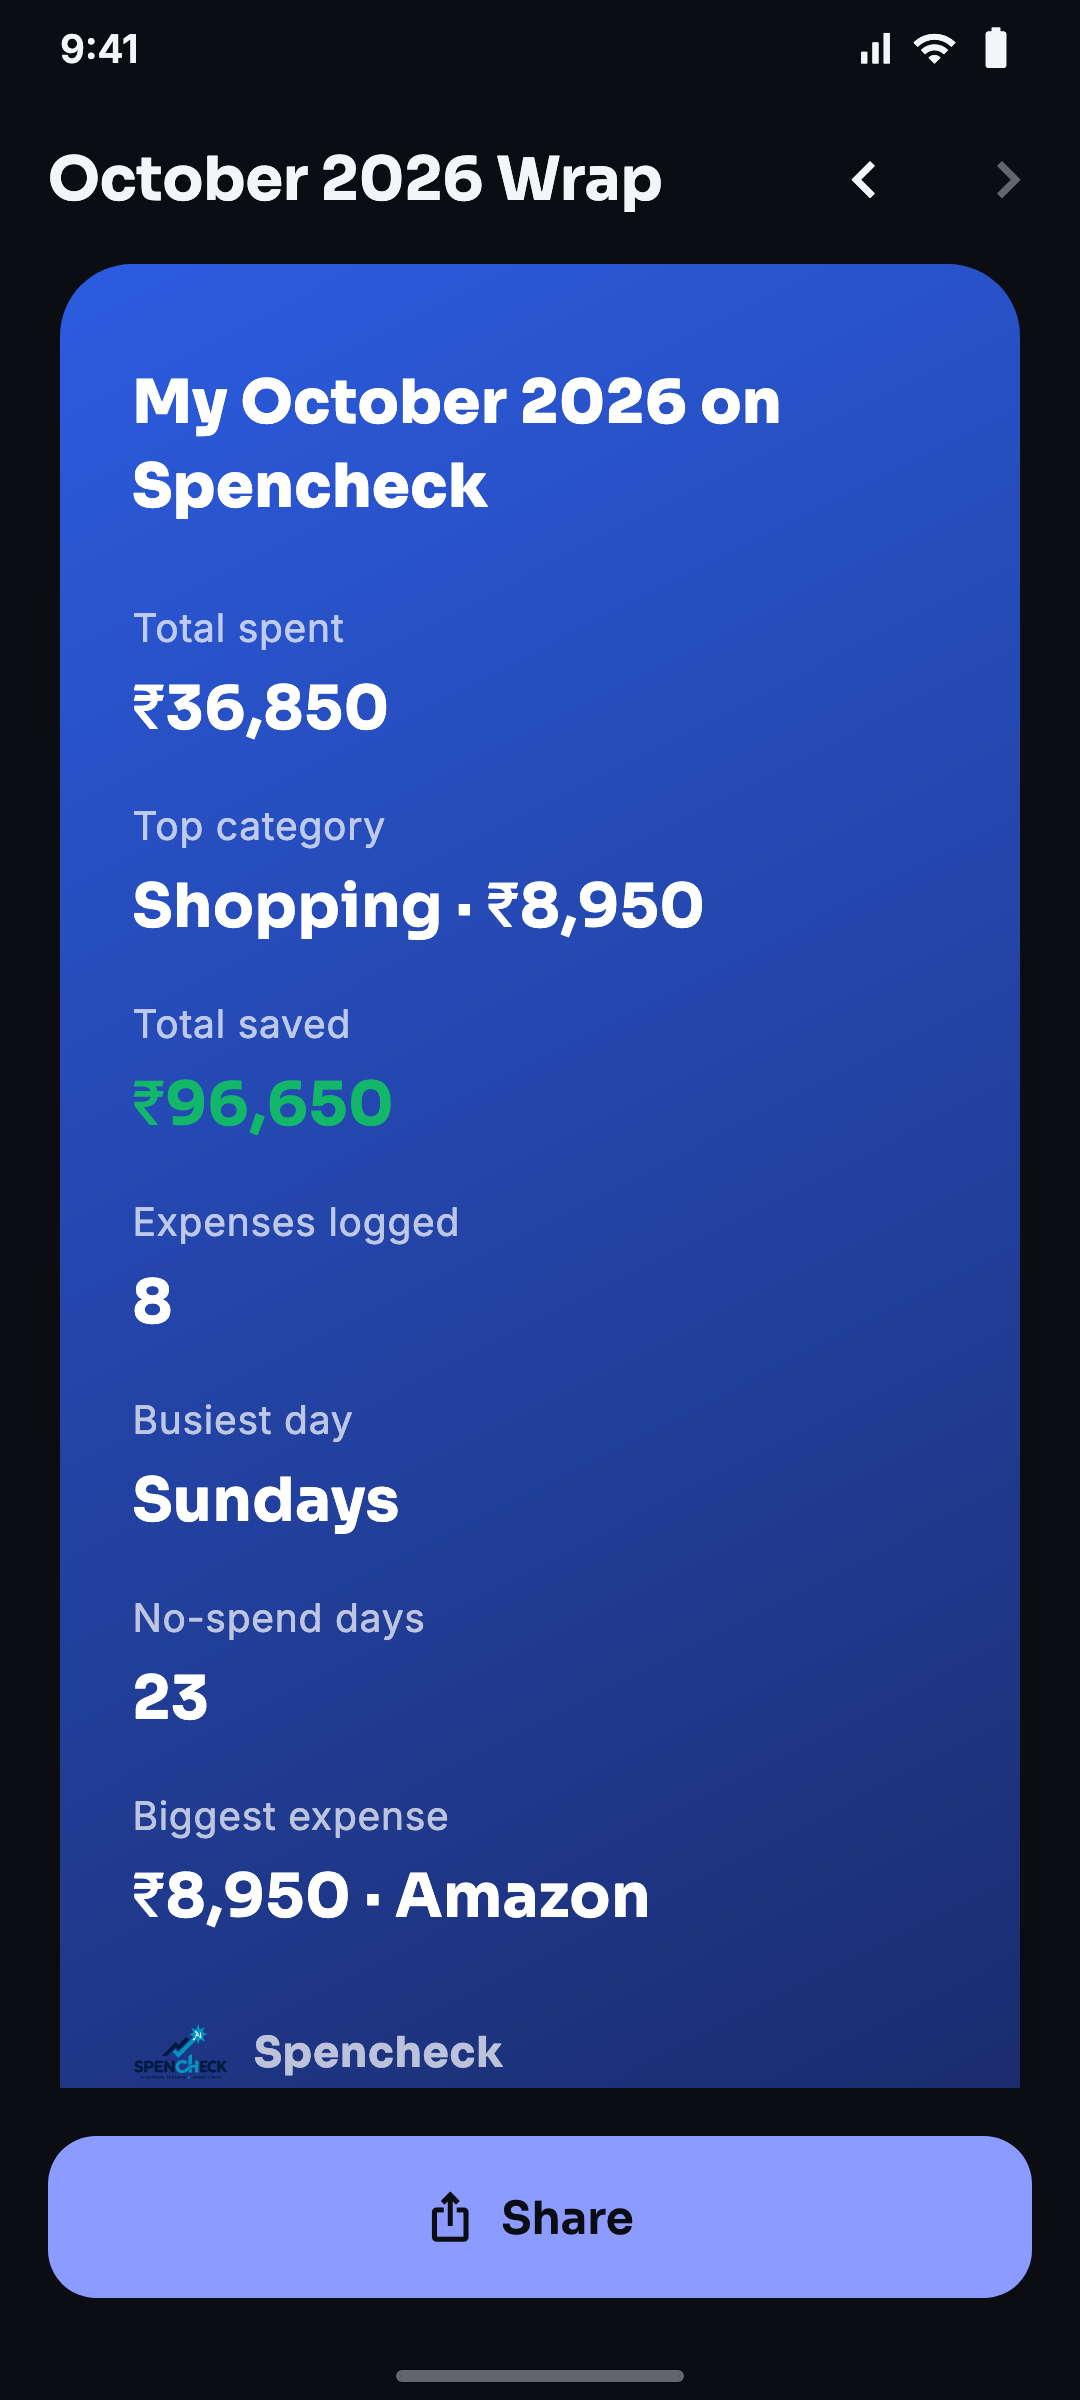 9:41
October 2026 Wrap
My October 2026 on
Spencheck
Total spent
₹36,850
Top category
Shopping · ₹8,950
Total saved
₹96,650
Expenses logged
8
Busiest day
Sundays
No-spend days
23
Biggest expense
₹8,950 · Amazon
SPENCHECK
Spencheck
Share